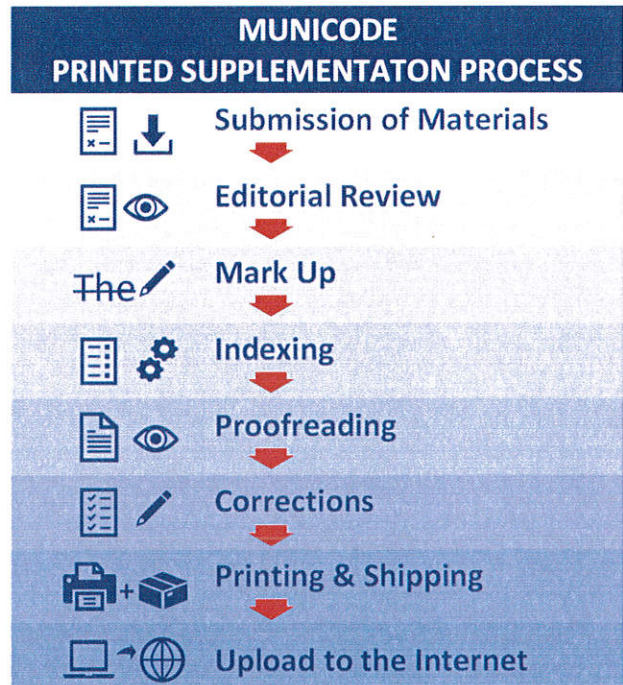 MUNICODE
PRINTED SUPPLEMENTATON PROCESS
Submission of Materials
Editorial Review
The Mark Up
Indexing
Proofreading
Corrections
+ Printing & Shipping
Upload to the Internet